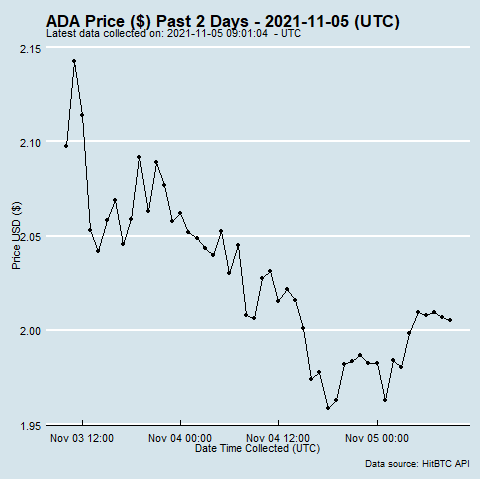 ADA Price ($) Past 2 Days - 2021-11-05 (UTC)
Latest data collected on: 2021-11-05 09:01:04 - UTC
2.15
2.10
2.05
2.00
1.95
Price USD ($)
Nov 03 12:00 Nov 04 00:00 Nov 04 12:00 Nov 05 00:00
Date Time Collected (UTC)
Data source: HitBTC API